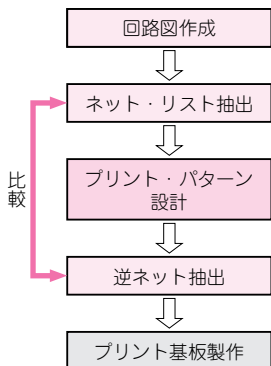 回路図作成
ネット・リスト抽出
比較
プリント・パターン
設計
逆ネット抽出
プリント基板製作